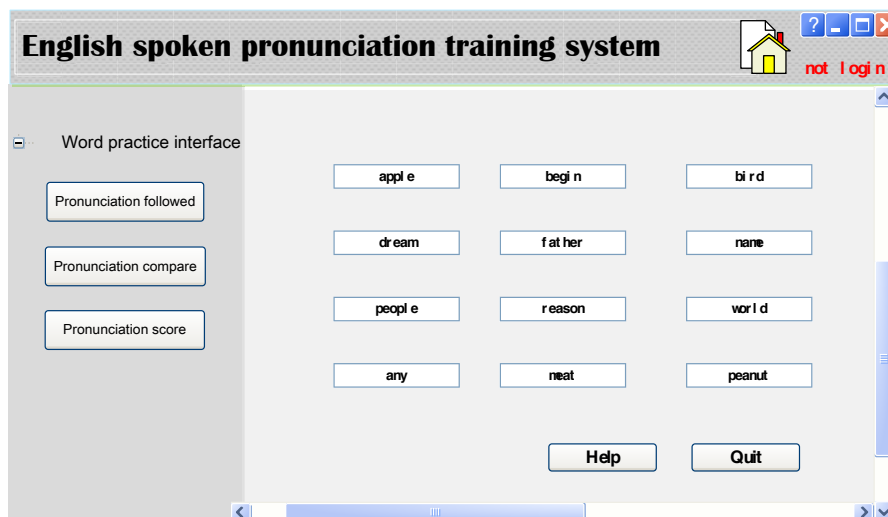 English spoken pronunciation training system
?
not login
Word practice interface
Pronunciation followed
Pronunciation compare
Pronunciation score
apple begin bird
dream father name
people reason world
any meat peanut
Help Quit